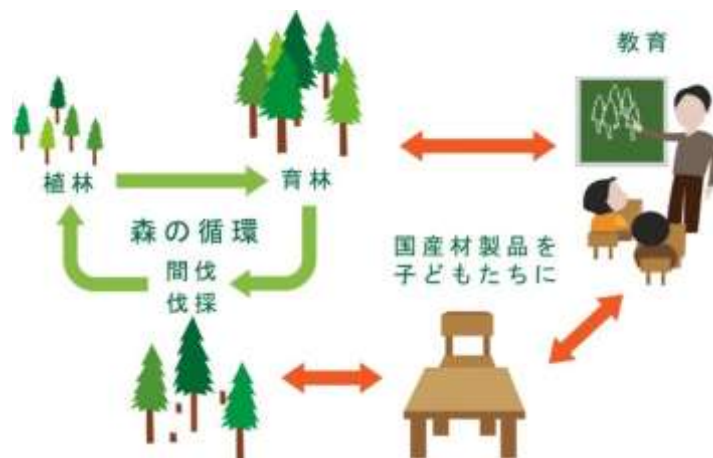 教育
植林
育林
森の循環
間伐
伐採
国産材製品を
子どもたちに